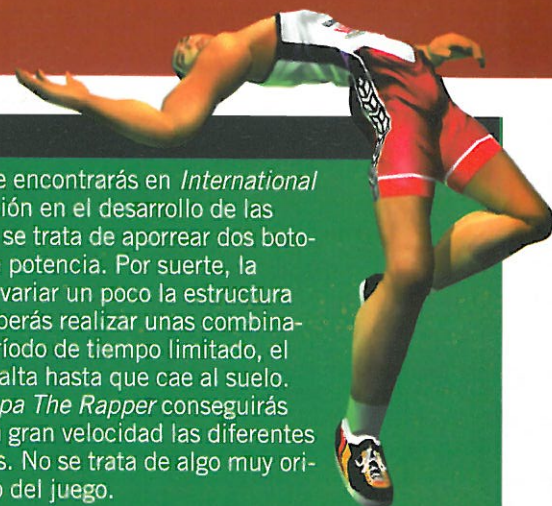 e encontrarás en International
ión en el desarrollo de las
se trata de aporrear dos boto-
e potencia. Por suerte, la
variar un poco la estructura
berás realizar unas combina-
ríodo de tiempo limitado, el
alta hasta que cae al suelo.
pa The Rapper conseguirás
gran velocidad las diferentes
s. No se trata de algo muy ori-
o del juego.